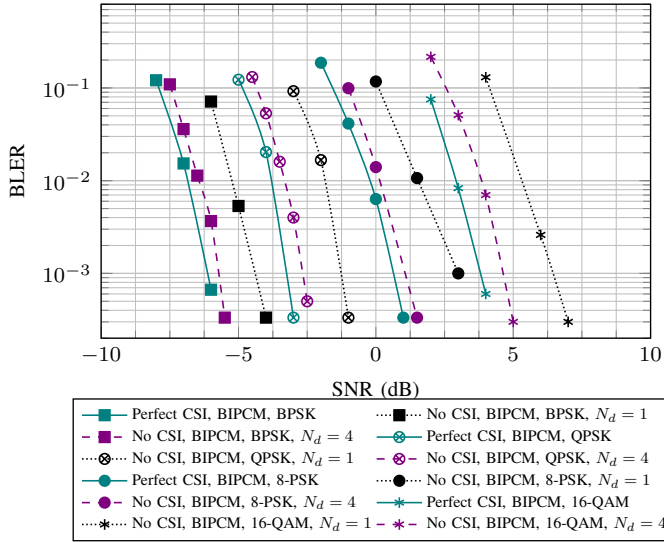 10^{-1}
10^{-2}
10^{-3}
BLER
−10 −5 0 5 10
SNR (dB)
Perfect CSI, BIPCM, BPSK No CSI, BIPCM, BPSK, N_d = 1
No CSI, BIPCM, BPSK, N_d = 4 Perfect CSI, BIPCM, QPSK
No CSI, BIPCM, QPSK, N_d = 1 No CSI, BIPCM, QPSK, N_d = 4
Perfect CSI, BIPCM, 8-PSK No CSI, BIPCM, 8-PSK, N_d = 1
No CSI, BIPCM, 8-PSK, N_d = 4 Perfect CSI, BIPCM, 16-QAM
No CSI, BIPCM, 16-QAM, N_d = 1 No CSI, BIPCM, 16-QAM, N_d = 4